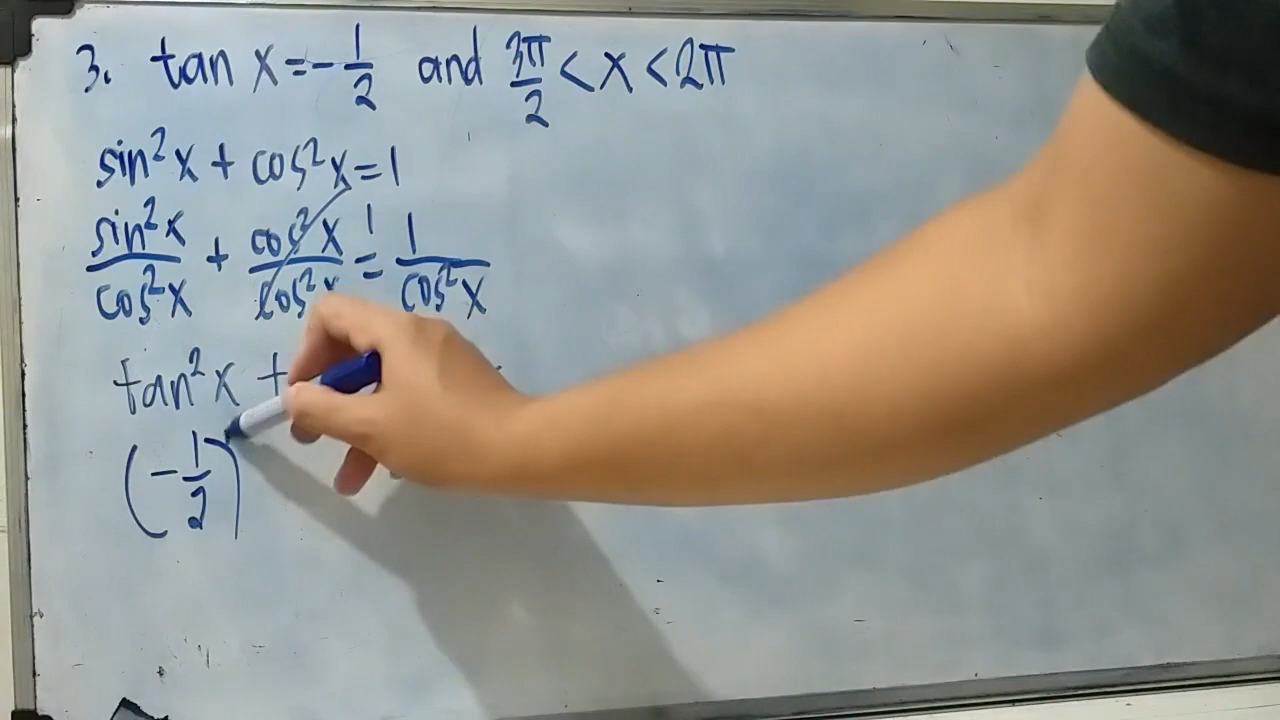 3. tan x = -1/2 and 3π/2 < x < 2π
sin²x + cos²x = 1
sin²x/cos²x + cos²x/cos²x 1 = 1/cos²x
tan²x +
(-1/2)